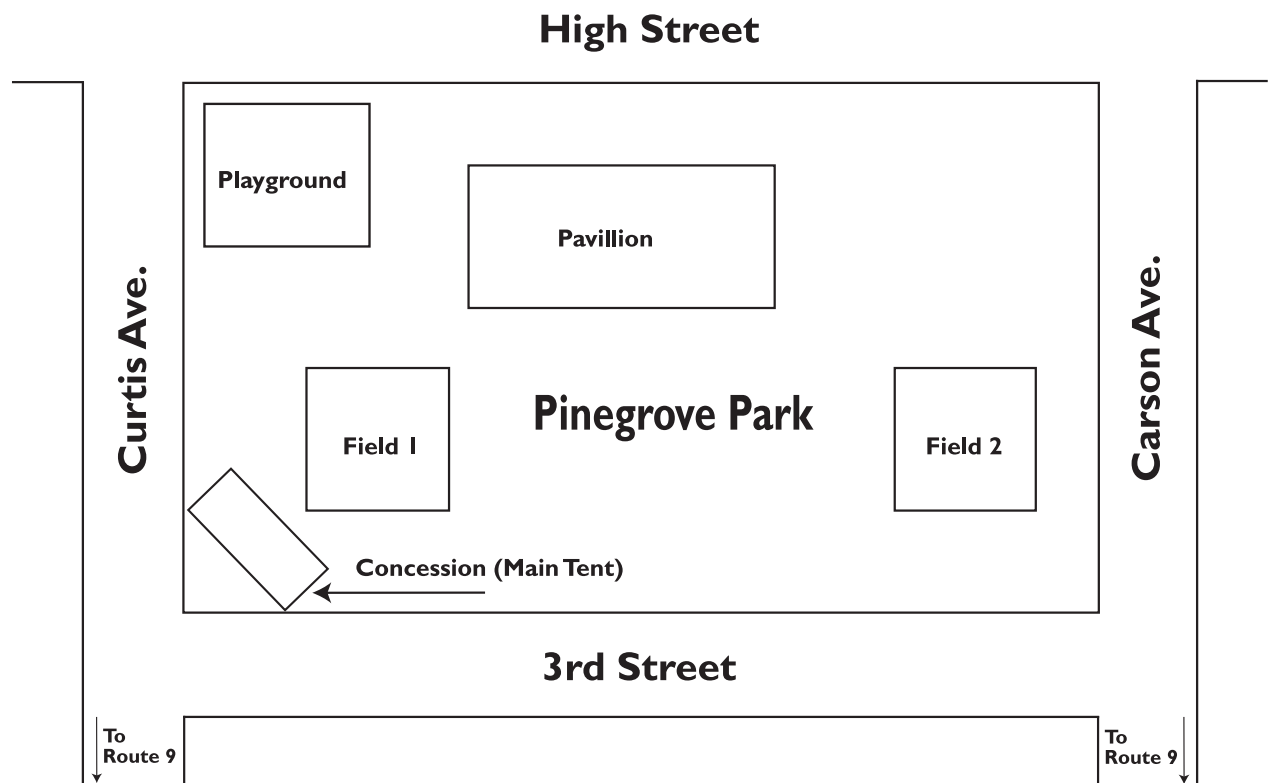 High Street
Playground
Pavillion
Curtis Ave.
Carson Ave.
Pinegrove Park
Field 1
Field 2
Concession (Main Tent)
3rd Street
To
Route 9
To
Route 9